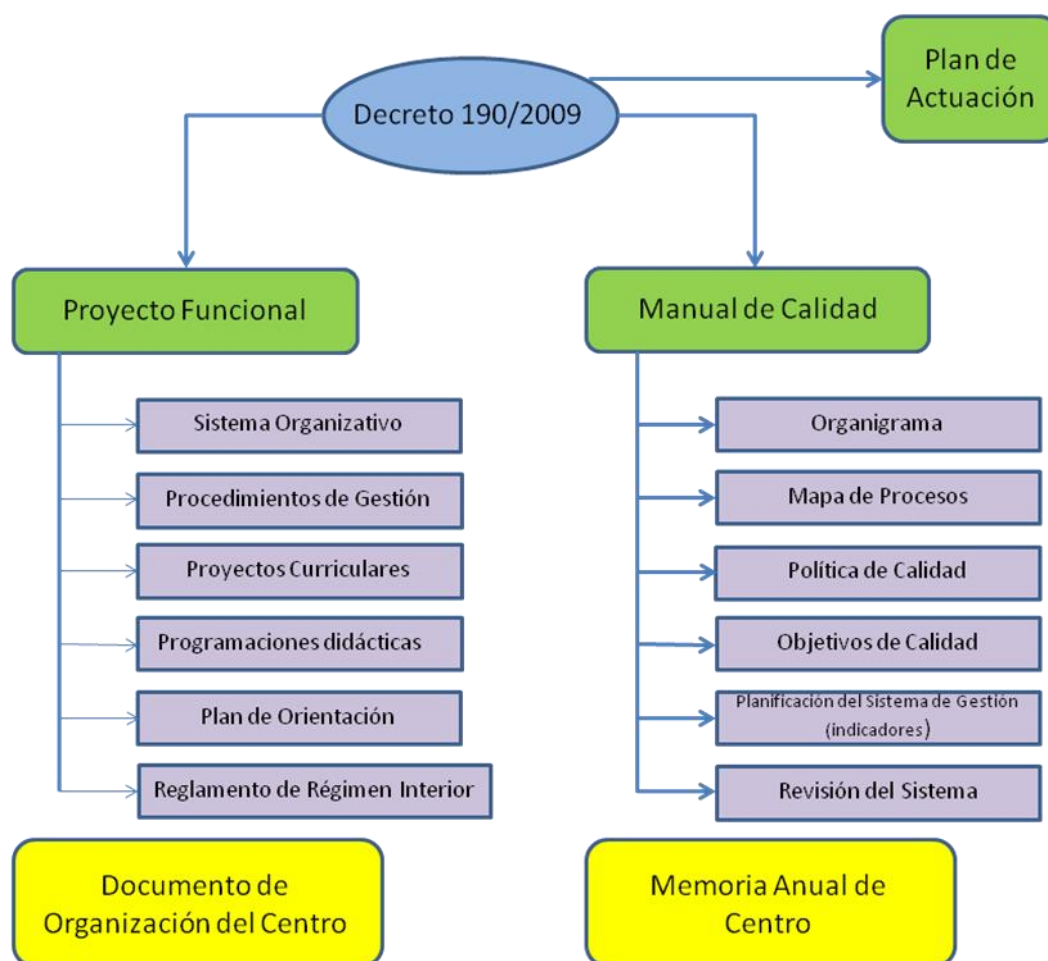 Plan de
Actuación
Decreto 190/2009
Proyecto Funcional
Sistema Organizativo
Procedimientos de Gestión
Proyectos Curriculares
Programaciones didácticas
Plan de Orientación
Reglamento de Régimen Interior
Documento de
Organización del Centro
Manual de Calidad
Organigrama
Mapa de Procesos
Política de Calidad
Objetivos de Calidad
Planificación del Sistema de Gestión
(indicadores)
Revisión del Sistema
Memoria Anual de
Centro